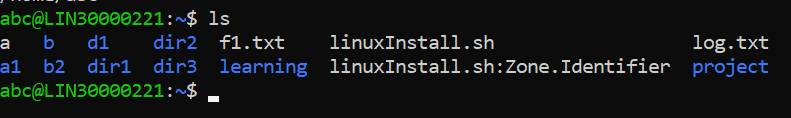 abc@LIN30000221:~$ ls
a   b   d1    dir2  f1.txt    linuxInstall.sh                  log.txt
a1  b2  dir1  dir3  learning  linuxInstall.sh:Zone.Identifier  project
abc@LIN30000221:~$